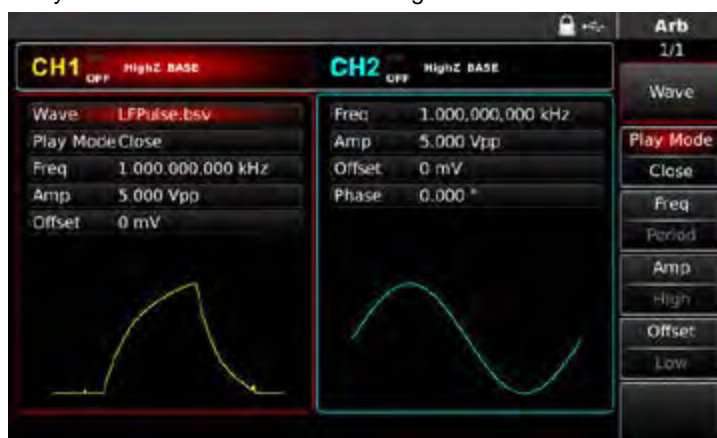 Arb
1/1
CH1 OFF HighZ BASE
CH2 OFF HighZ BASE
Wave LFPulse.bsv
Play Mode Close
Freq 1.000.000.000 kHz
Amp 5.000 Vpp
Offset 0 mV
Freq 1.000,000,000 kHz
Amp 5.000 Vpp
Offset 0 mV
Phase 0.000 °
Wave
Play Mode
Close
Freq
Period
Amp
High
Offset
Low